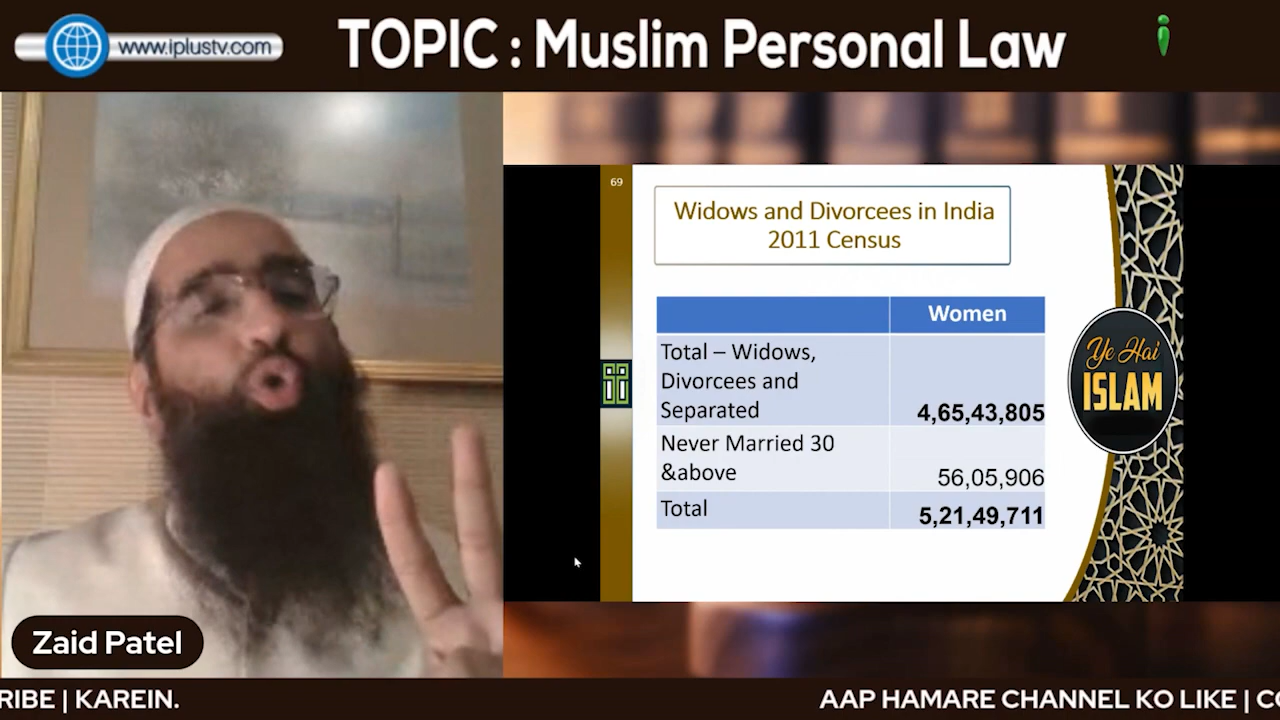 www.iplustv.com
TOPIC : Muslim Personal Law
69
Widows and Divorcees in India
2011 Census
Women
Total – Widows,
Divorcees and
Separated
4,65,43,805
Never Married 30
&above
56,05,906
Total
5,21,49,711
Ye Hai
ISLAM
Zaid Patel
RIBE | KAREIN.
AAP HAMARE CHANNEL KO LIKE | CO